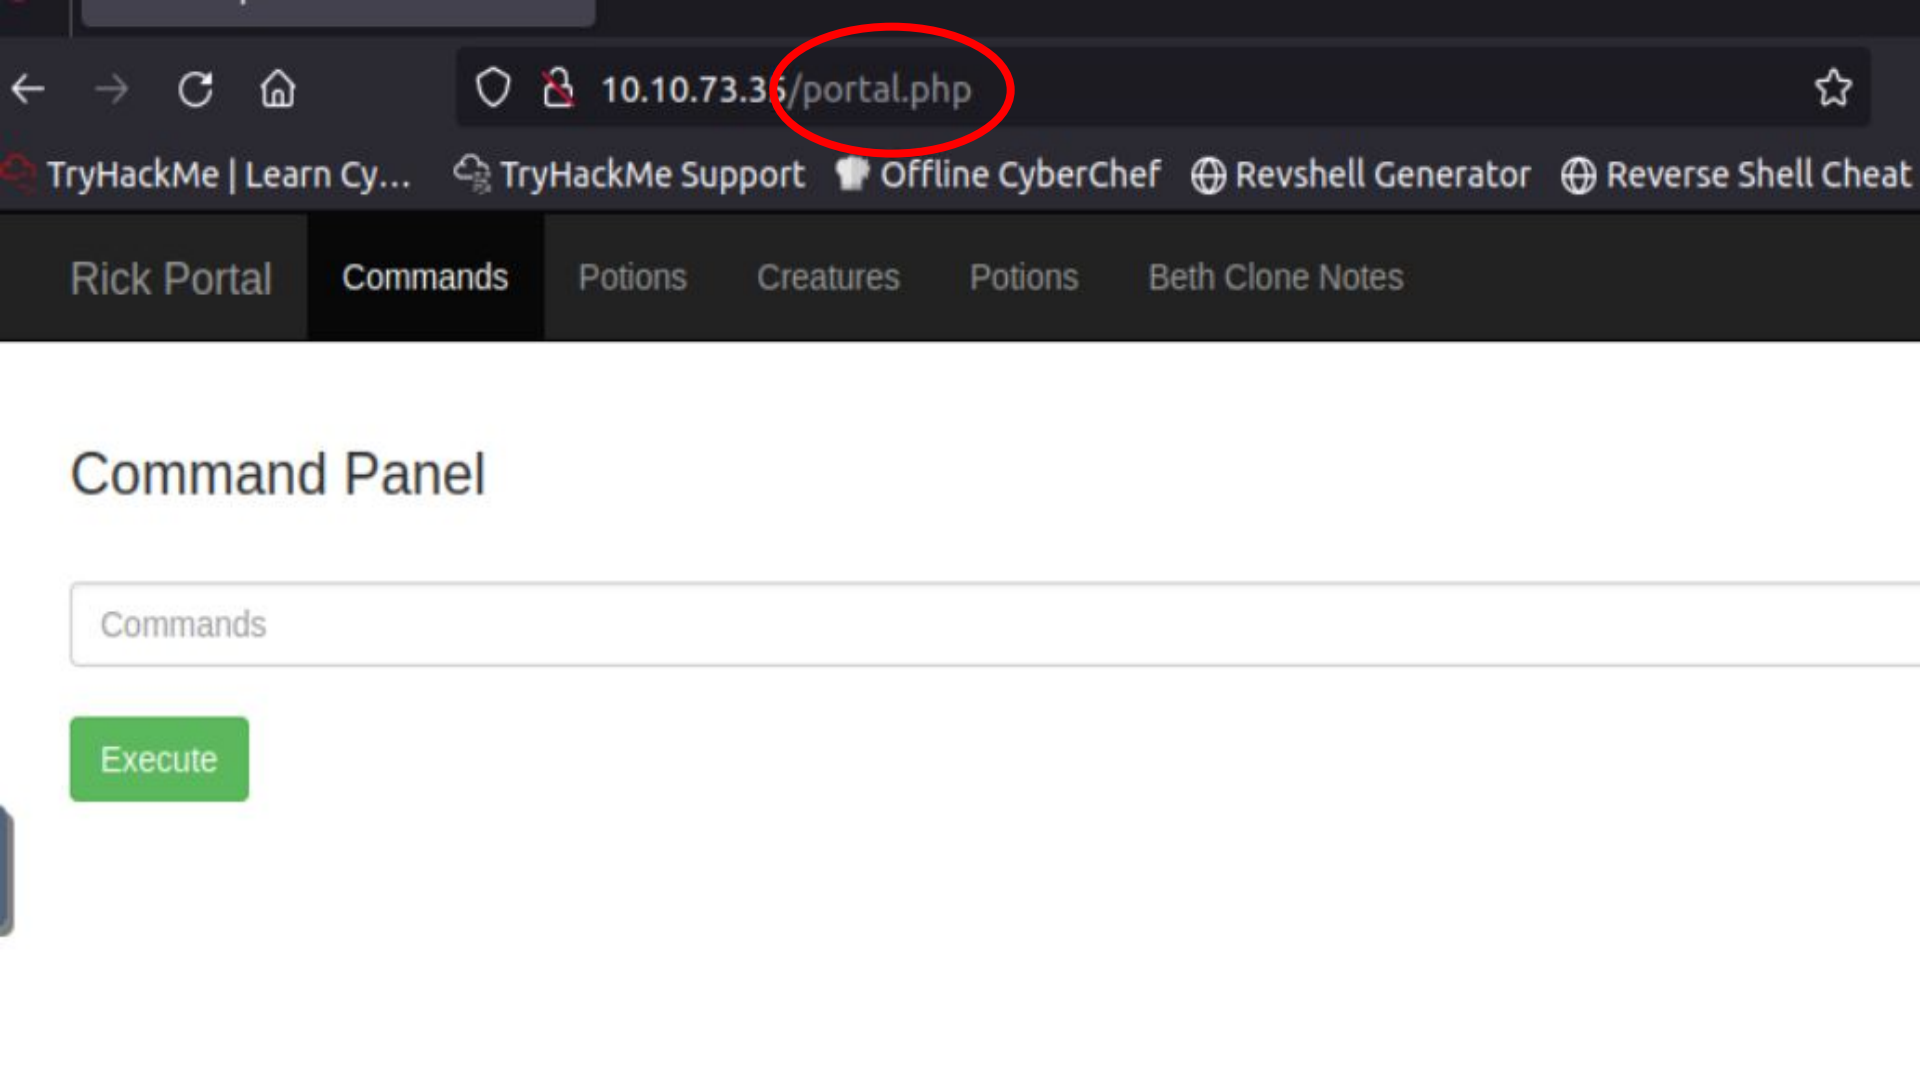 10.10.73.35/portal.php
TryHackMe | Learn Cy... TryHackMe Support Offline CyberChef Revshell Generator Reverse Shell Cheat
Rick Portal Commands Potions Creatures Potions Beth Clone Notes
Command Panel
Commands
Execute